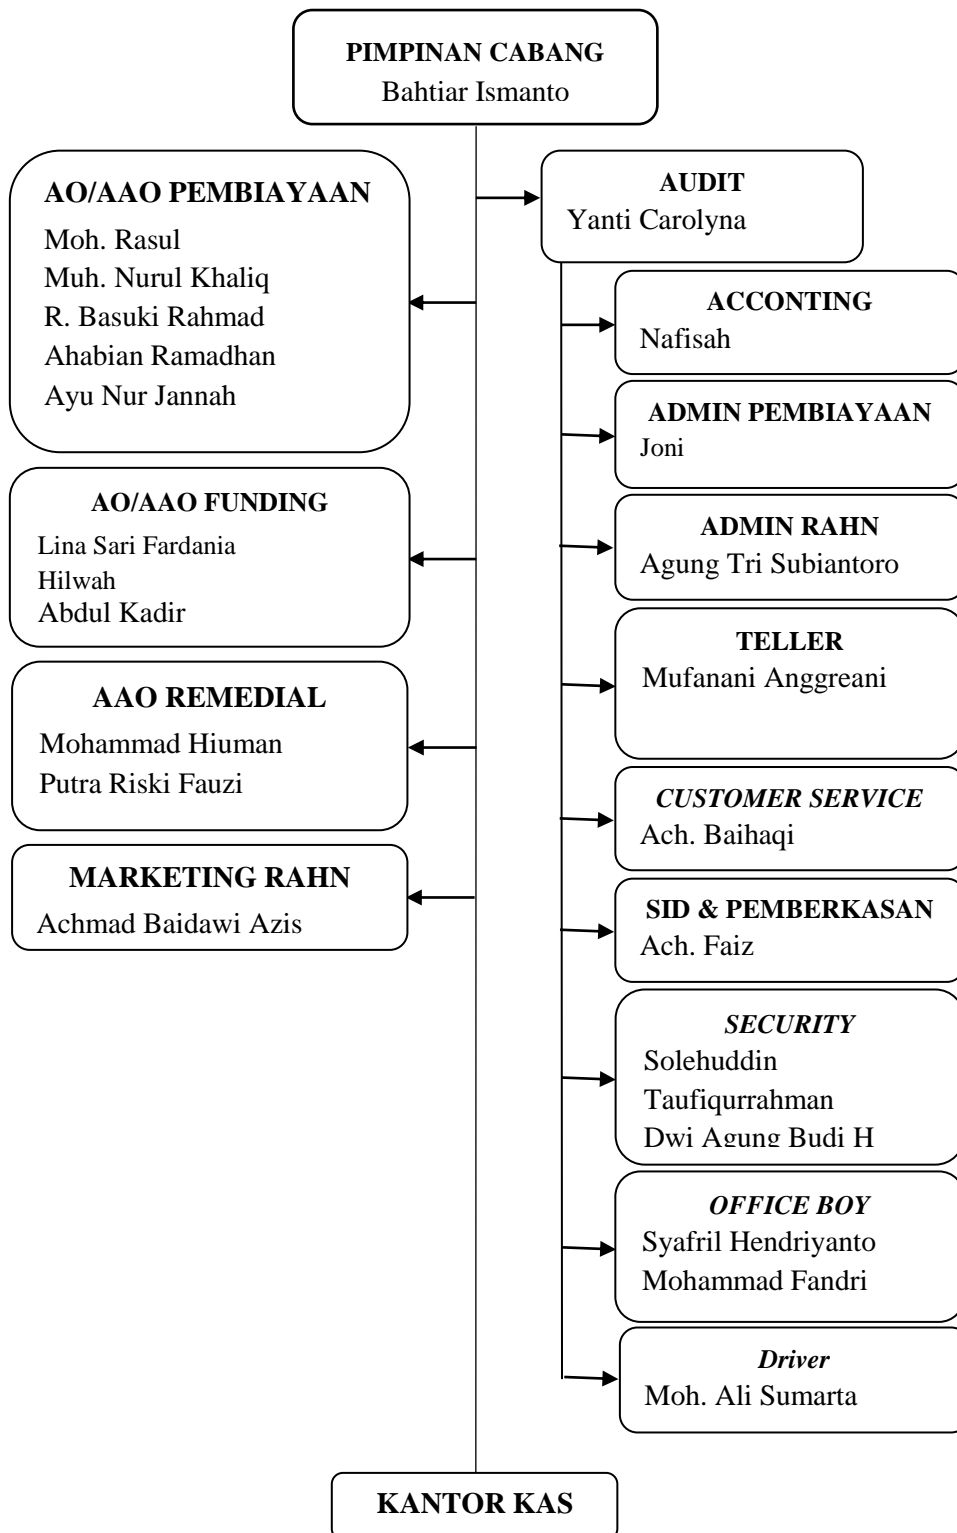 PIMPINAN CABANG
Bahtiar Ismanto
AO/AAO PEMBIAYAAN
Moh. Rasul
Muh. Nurul Khaliq
R. Basuki Rahmad
Ahabian Ramadhan
Ayu Nur Jannah
AO/AAO FUNDING
Lina Sari Fardania
Hilwah
Abdul Kadir
AAO REMEDIAL
Mohammad Hiuman
Putra Riski Fauzi
MARKETING RAHN
Achmad Baidawi Azis
AUDIT
Yanti Carolyna
ACCONTING
Nafisah
ADMIN PEMBIAYAAN
Joni
ADMIN RAHN
Agung Tri Subiantoro
TELLER
Mufanani Anggreani
CUSTOMER SERVICE
Ach. Baihaqi
SID & PEMBERKASAN
Ach. Faiz
SECURITY
Solehuddin
Taufiqurrahman
Dwi Agung Budi H
OFFICE BOY
Syafril Hendriyanto
Mohammad Fandri
Driver
Moh. Ali Sumarta
KANTOR KAS